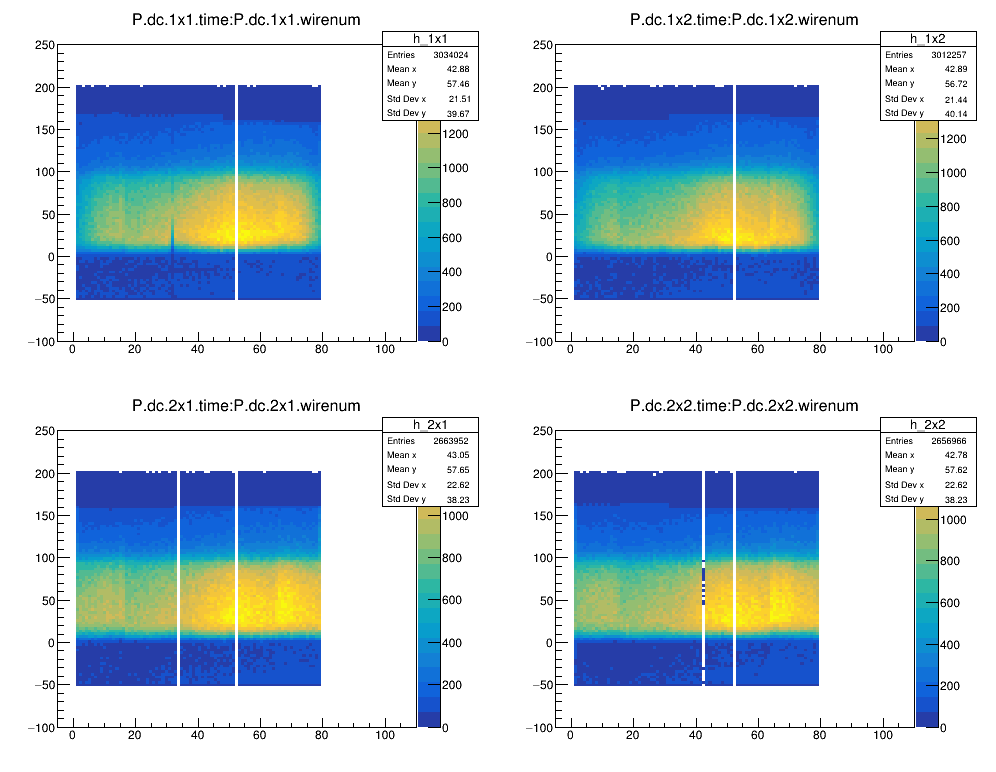 P.dc.1x1.time:P.dc.1x1.wirenum
h_1x1
Entries 3034024
Mean x 42.88
Mean y 57.46
Std Dev x 21.51
Std Dev y 39.67
250
200
150
100
50
0
−50
−100
0 20 40 60 80 100
1200
1000
800
600
400
200
0
P.dc.1x2.time:P.dc.1x2.wirenum
h_1x2
Entries 3012257
Mean x 42.89
Mean y 56.72
Std Dev x 21.44
Std Dev y 40.14
250
200
150
100
50
0
−50
−100
0 20 40 60 80 100
1200
1000
800
600
400
200
0
P.dc.2x1.time:P.dc.2x1.wirenum
h_2x1
Entries 2663952
Mean x 43.05
Mean y 57.65
Std Dev x 22.62
Std Dev y 38.23
250
200
150
100
50
0
−50
−100
0 20 40 60 80 100
1000
800
600
400
200
0
P.dc.2x2.time:P.dc.2x2.wirenum
h_2x2
Entries 2656966
Mean x 42.78
Mean y 57.62
Std Dev x 22.62
Std Dev y 38.23
250
200
150
100
50
0
−50
−100
0 20 40 60 80 100
1000
800
600
400
200
0